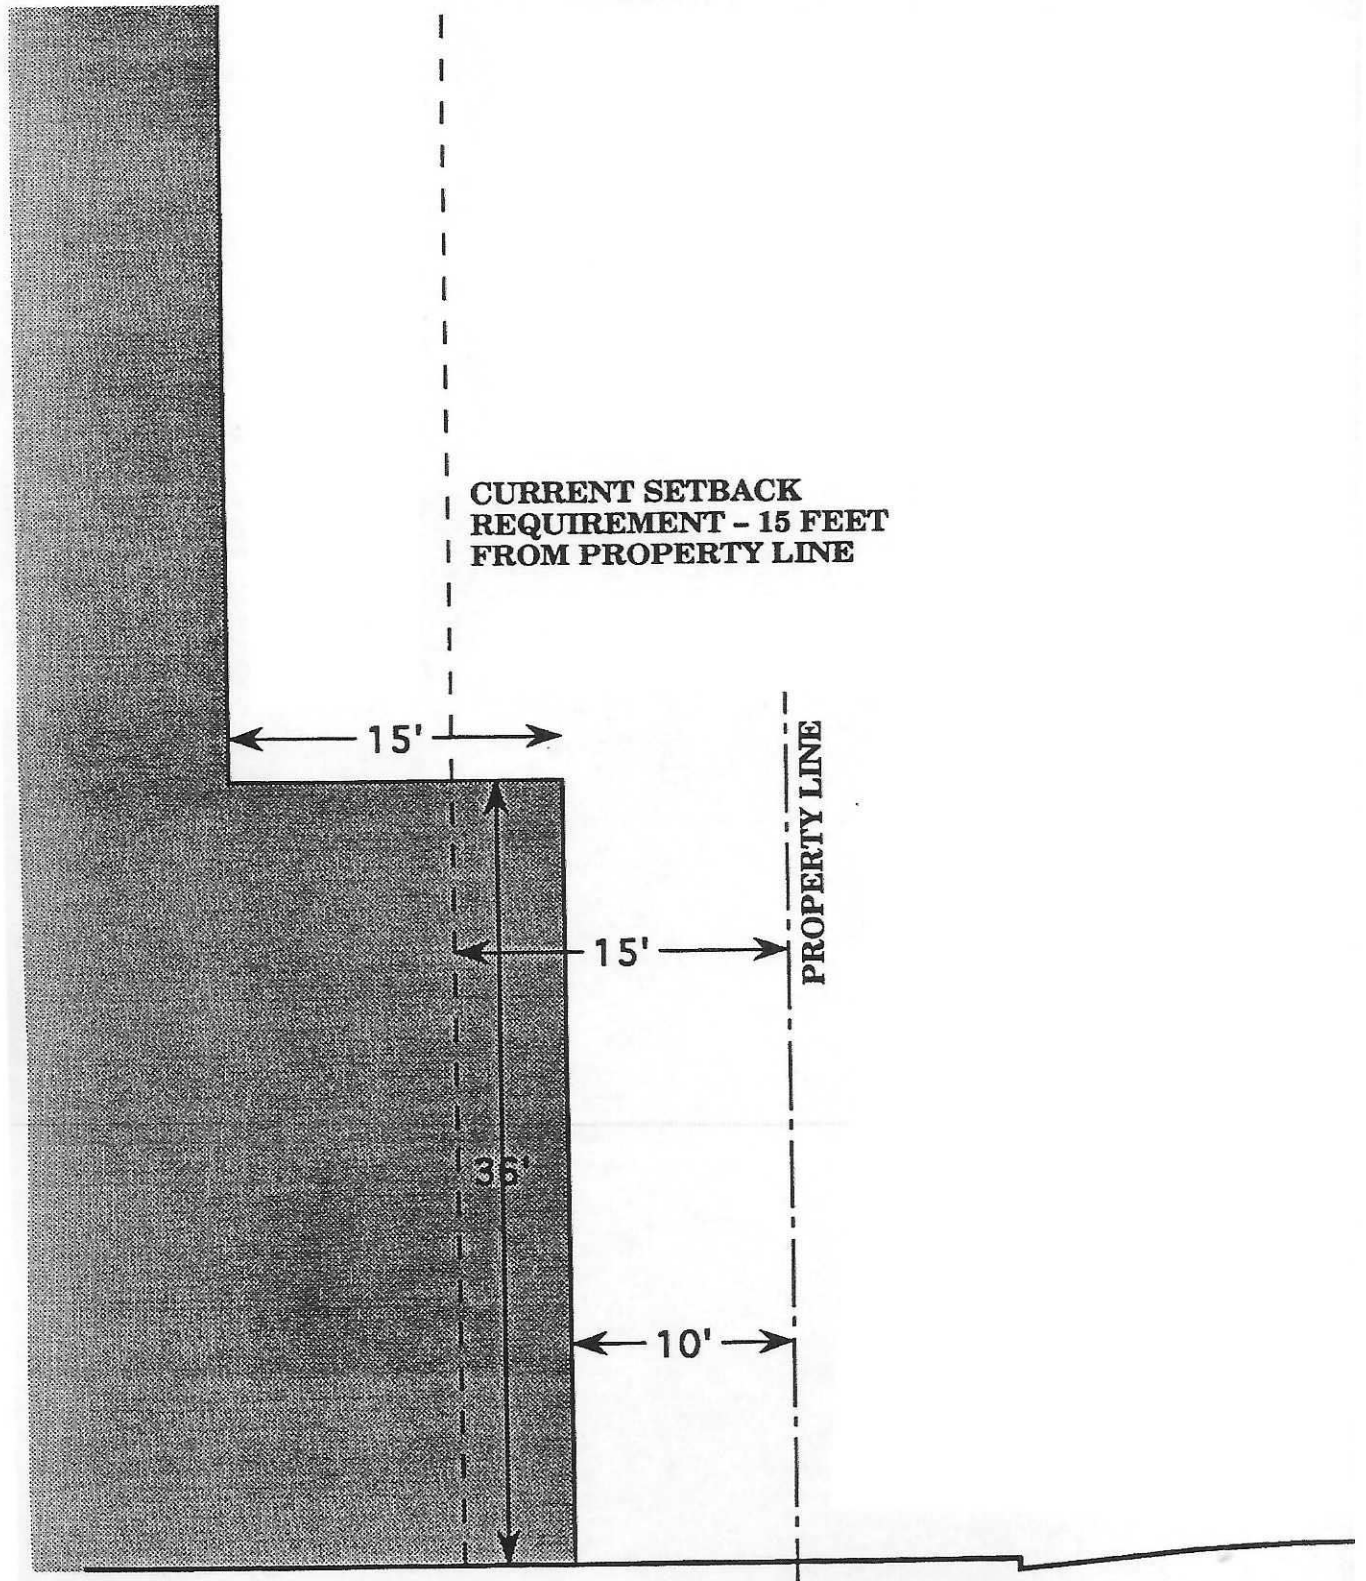 CURRENT SETBACK
REQUIREMENT – 15 FEET
FROM PROPERTY LINE
15'
PROPERTY LINE
15'
36'
10'